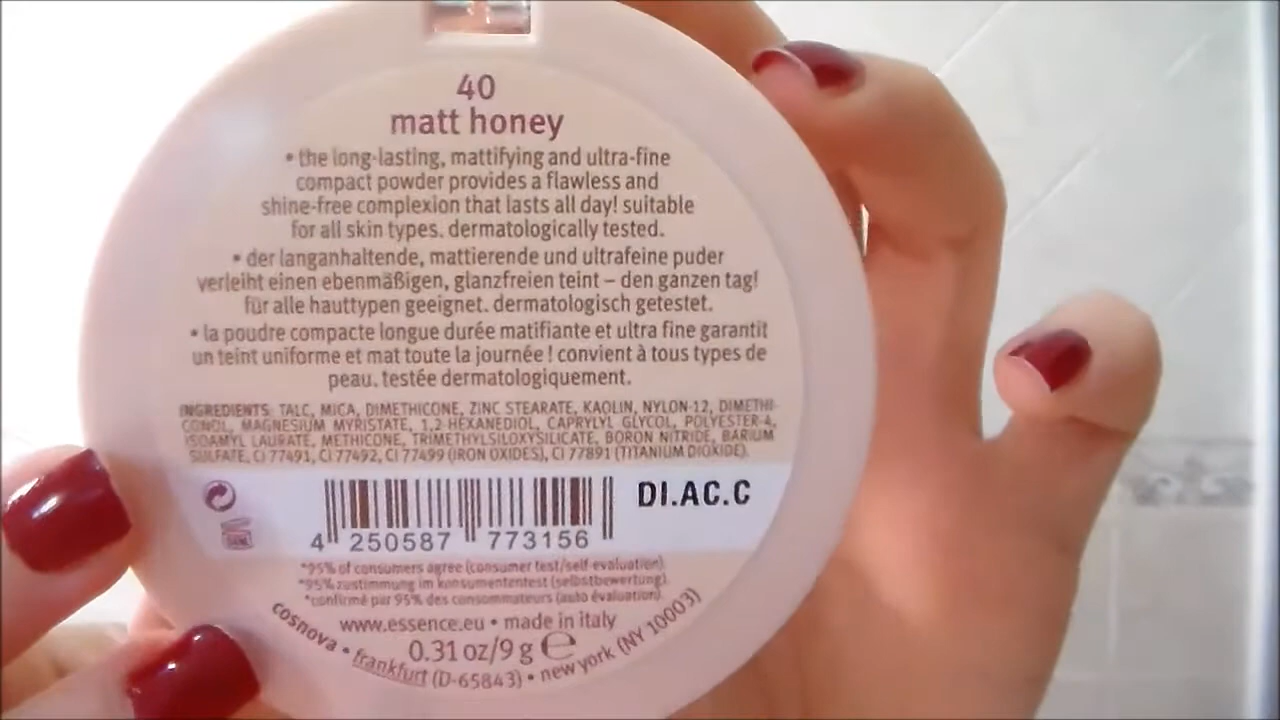 40
matt honey
• the long-lasting, mattifying and ultra-fine
compact powder provides a flawless and
shine-free complexion that lasts all day! suitable
for all skin types. dermatologically tested.
• der langanhaltende, mattierende und ultrafeine puder
verleiht einen ebenmäßigen, glanzfreien teint – den ganzen tag!
für alle hauttypen geeignet. dermatologisch getestet.
• la poudre compacte longue durée matifiante et ultra fine garantit
un teint uniforme et mat toute la journée ! convient à tous types de
peau. testée dermatologiquement.
INGREDIENTS: TALC, MICA, DIMETHICONE, ZINC STEARATE, KAOLIN, NYLON-12, DIMETHI-
CONOL, MAGNESIUM MYRISTATE, 1,2-HEXANEDIOL, CAPRYLYL GLYCOL, POLYESTER-4,
ISOAMYL LAURATE, METHICONE, TRIMETHYLSILOXYSILICATE, BORON NITRIDE, BARIUM
SULFATE, CI 77491, CI 77492, CI 77499 (IRON OXIDES), CI 77891 (TITANIUM DIOXIDE).
DI.AC.C
4 250587 773156
*95% of consumers agree (consumer test/self-evaluation).
*95% zustimmung im konsumententest (selbstbewertung).
*confirmé par 95% des consommateurs (auto évaluation).
www.essence.eu • made in italy
0.31 oz/9 g e
cosnova • frankfurt (D-65843) • new york (NY 10003)